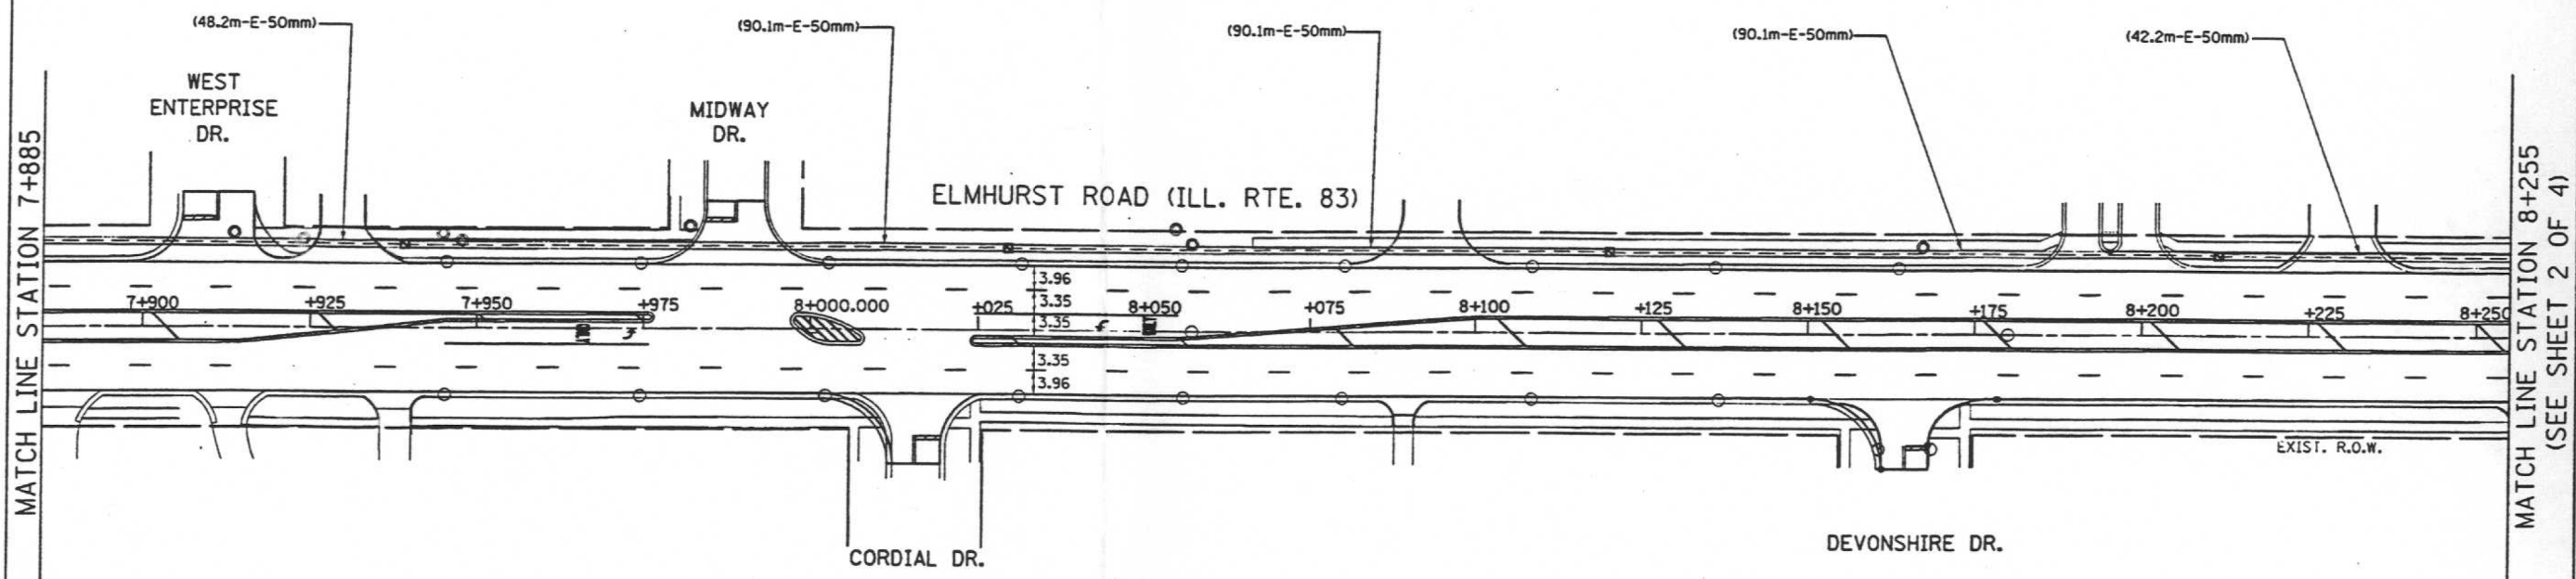 (48.2m-E-50mm)
(90.1m-E-50mm)
(90.1m-E-50mm)
(90.1m-E-50mm)
(42.2m-E-50mm)
WEST
ENTERPRISE
DR.
MIDWAY
DR.
ELMHURST ROAD (ILL. RTE. 83)
MATCH LINE STATION 7+885
3.96
3.35
3.35
3.35
3.96
7+900
+925
7+950
+975
8+000.000
+025
8+050
+075
8+100
+125
8+150
+175
8+200
+225
8+250
EXIST. R.O.W.
CORDIAL DR.
DEVONSHIRE DR.
MATCH LINE STATION 8+255
(SEE SHEET 2 OF 4)